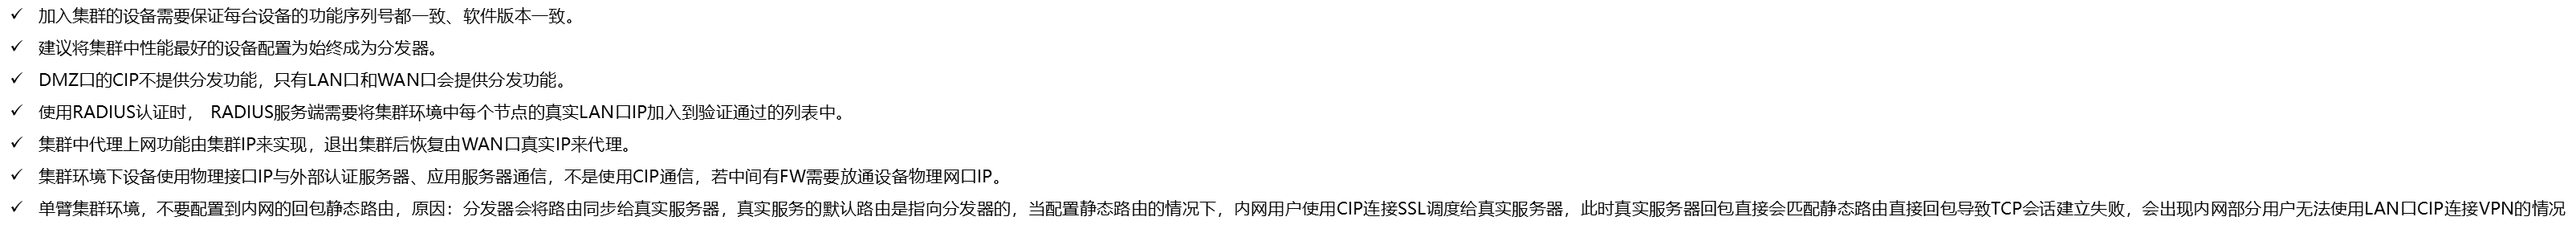 ✓ 加入集群的设备需要保证每台设备的功能序列号都一致、软件版本一致。
✓ 建议将集群中性能最好的设备配置为始终成为分发器。
✓ DMZ口的CIP不提供分发功能，只有LAN口和WAN口会提供分发功能。
✓ 使用RADIUS认证时， RADIUS服务端需要将集群环境中每个节点的真实LAN口IP加入到验证通过的列表中。
✓ 集群中代理上网功能由集群IP来实现，退出集群后恢复由WAN口真实IP来代理。
✓ 集群环境下设备使用物理接口IP与外部认证服务器、应用服务器通信，不是使用CIP通信，若中间有FW需要放通设备物理网口IP。
✓ 单臂集群环境，不要配置到内网的回包静态路由，原因：分发器会将路由同步给真实服务器，真实服务的默认路由是指向分发器的，当配置静态路由的情况下，内网用户使用CIP连接SSL调度给真实服务器，此时真实服务器回包直接会匹配静态路由直接回包导致TCP会话建立失败，会出现内网部分用户无法使用LAN口CIP连接VPN的情况